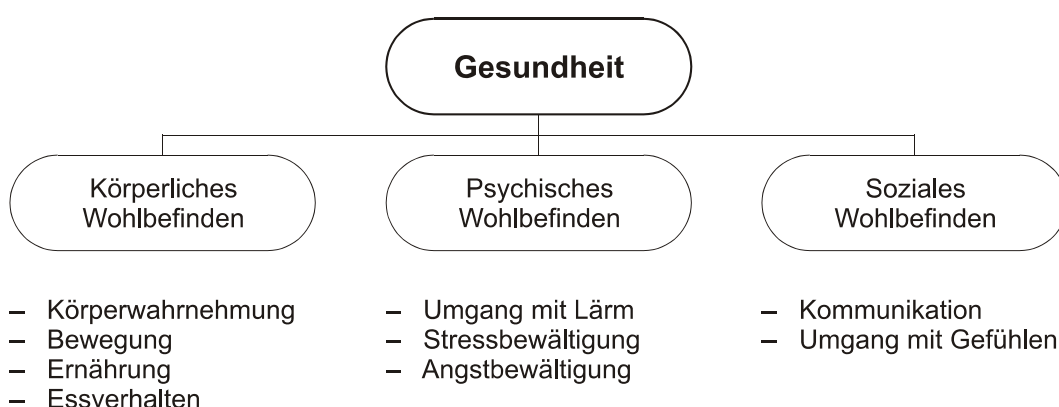 Gesundheit
Körperliches
Wohlbefinden
Psychisches
Wohlbefinden
Soziales
Wohlbefinden
– Körperwahrnehmung
– Bewegung
– Ernährung
– Essverhalten
– Umgang mit Lärm
– Stressbewältigung
– Angstbewältigung
– Kommunikation
– Umgang mit Gefühlen